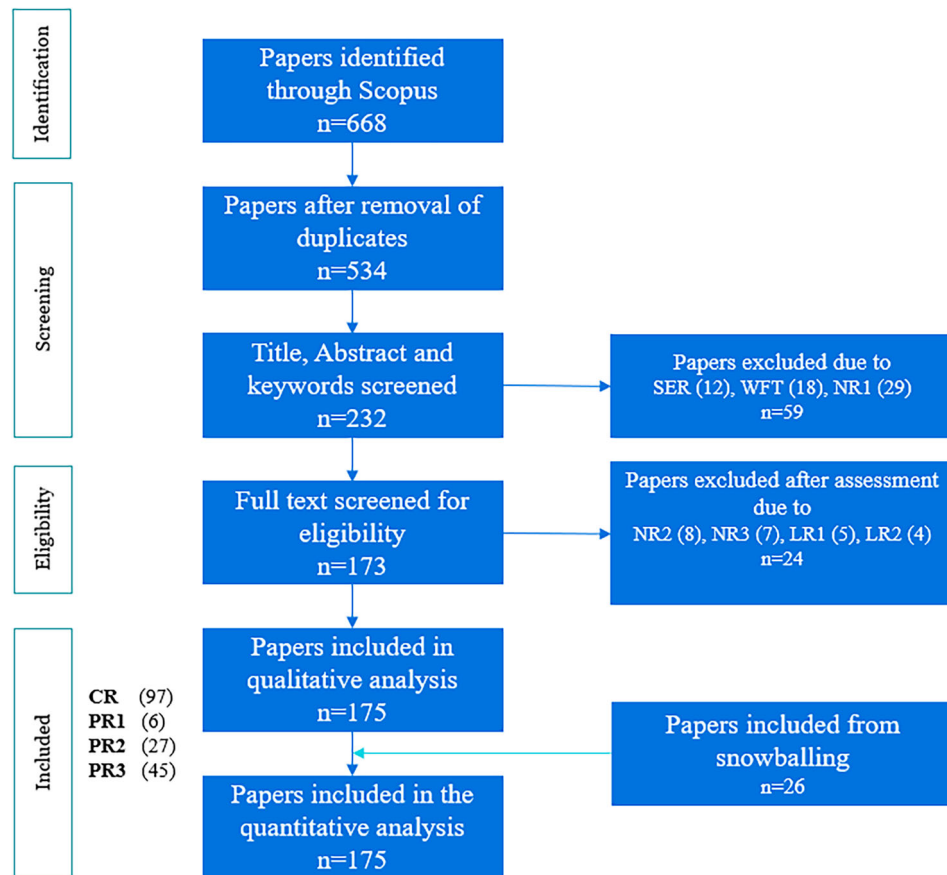 Identification
Papers identified
through Scopus
n=668
Screening
Papers after removal of
duplicates
n=534
Title, Abstract and
keywords screened
n=232
Papers excluded due to
SER (12), WFT (18), NR1 (29)
n=59
Eligibility
Full text screened for
eligibility
n=173
Papers excluded after assessment
due to
NR2 (8), NR3 (7), LR1 (5), LR2 (4)
n=24
Included
CR (97)
PR1 (6)
PR2 (27)
PR3 (45)
Papers included in
qualitative analysis
n=175
Papers included from
snowballing
n=26
Papers included in the
quantitative analysis
n=175